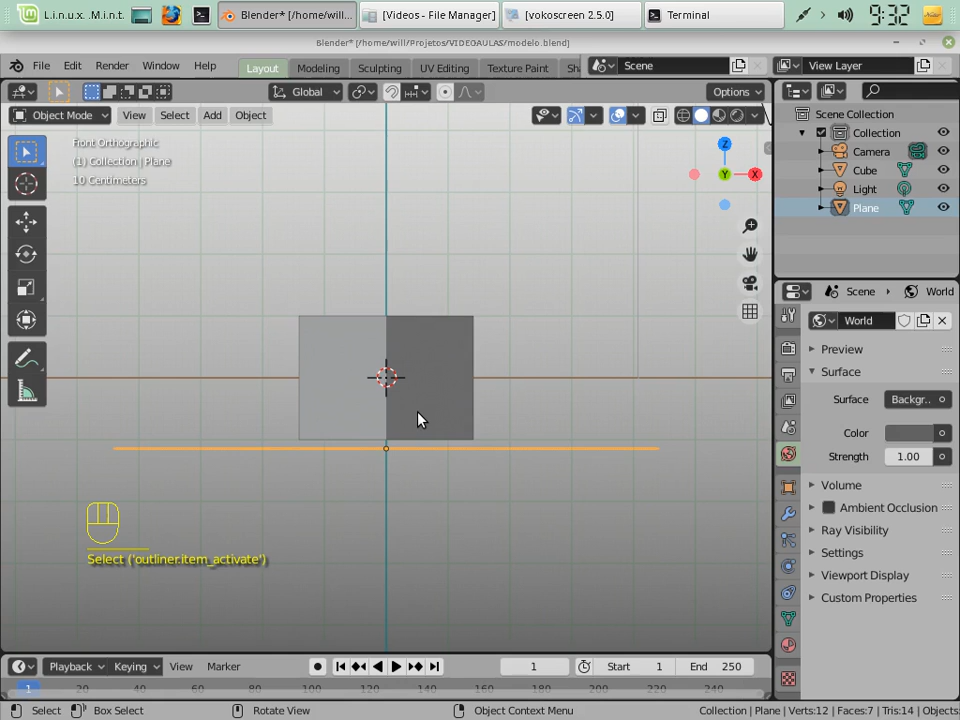 L.i.n.u.x. .M.i.n.t.
Blender* [/home/will...
[Videos - File Manager]
[vokoscreen 2.5.0]
Terminal
9:32
Blender* [/home/will/Projetos/VIDEOAULAS/modelo.blend]
File Edit Render Window Help
Layout Modeling Sculpting UV Editing Texture Paint Sh
Scene
View Layer
Global
Options
Object Mode View Select Add Object
Front Orthographic
(1) Collection | Plane
10 Centimeters
Z
Y
X
Scene Collection
Collection
Camera
Cube
Light
Plane
Scene
World
World
Preview
Surface
Surface Backgr..
Color
Strength 1.00
Volume
Ambient Occlusion
Ray Visibility
Settings
Viewport Display
Custom Properties
Select ('outliner.item_activate')
Playback Keying View Marker
1
Start 1
End 250
1 20 40 60 80 100 120 140 160 180 200 220 240
Select Box Select Rotate View Object Context Menu
Collection | Plane | Verts:12 | Faces:7 | Tris:14 | Objects: